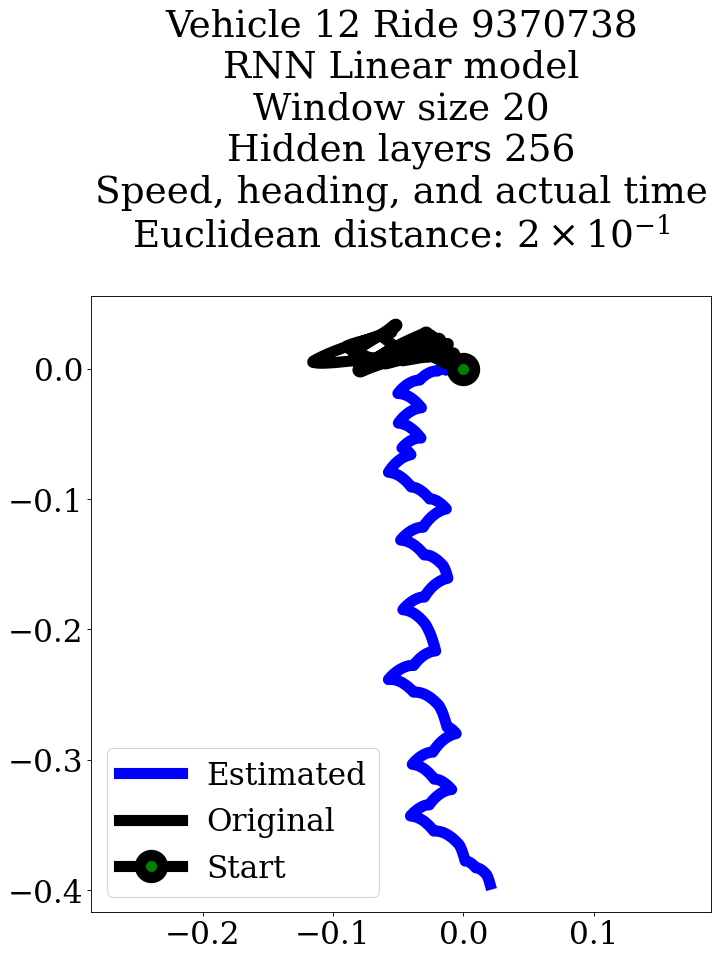 Vehicle 12 Ride 9370738
RNN Linear model
Window size 20
Hidden layers 256
Speed, heading, and actual time
Euclidean distance: $2 × 10^{-1}$
0.0
−0.1
−0.2
−0.3
−0.4
Estimated
Original
Start
−0.2 −0.1 0.0 0.1